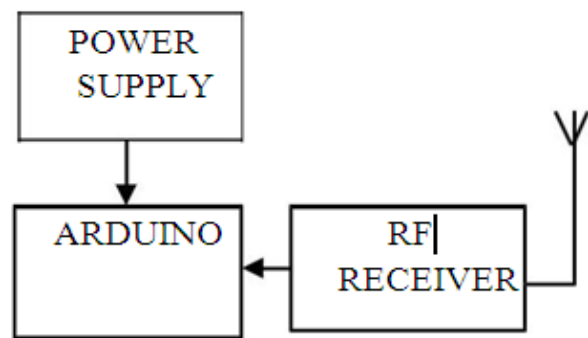 POWER
SUPPLY
ARDUINO
RF
RECEIVER